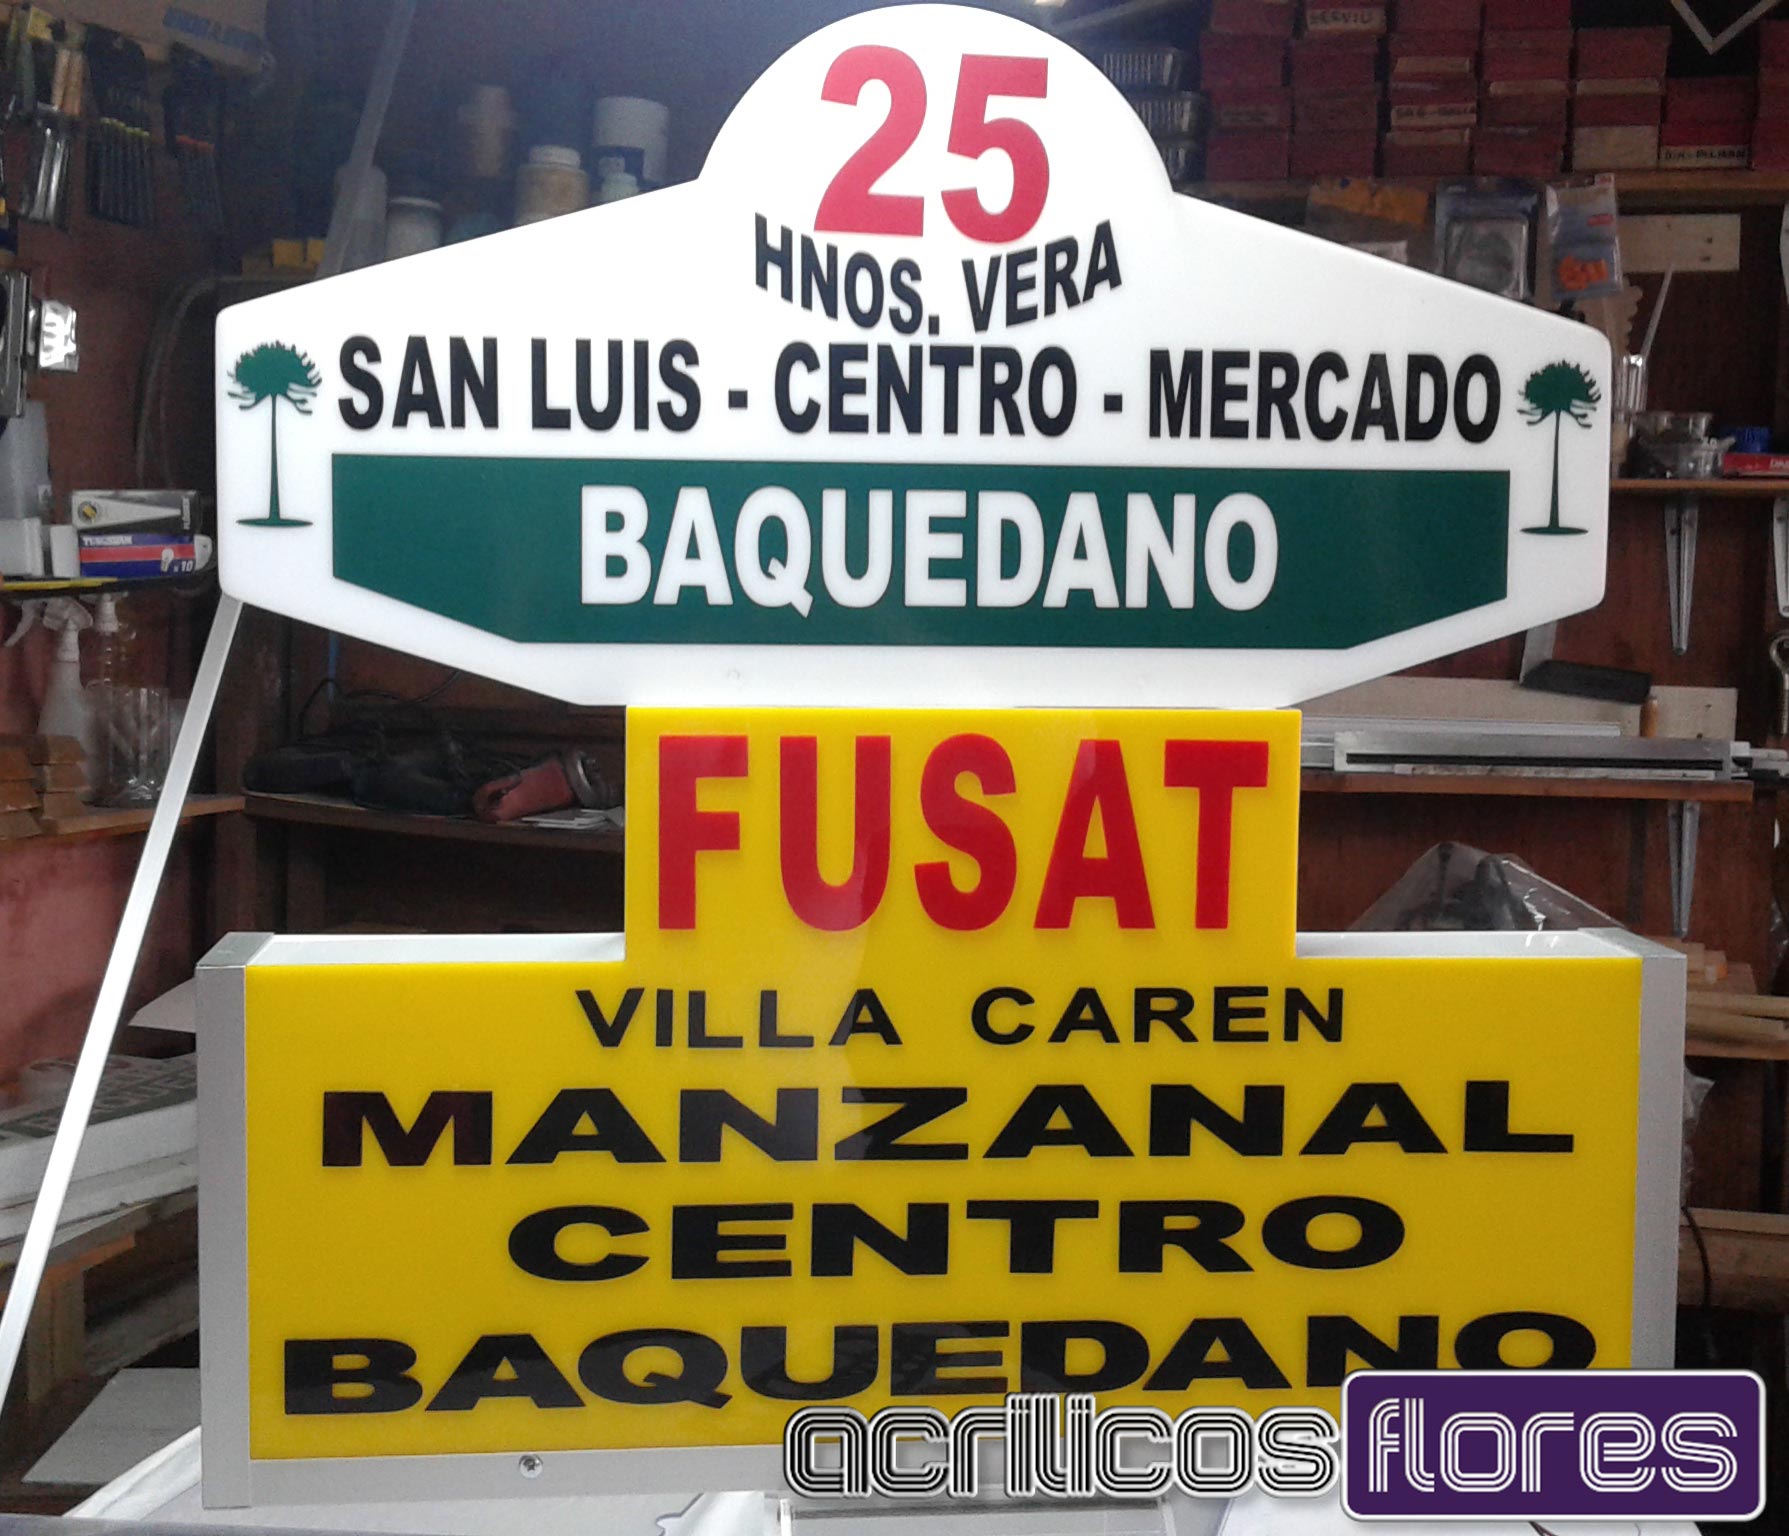 25
HNOS. VERA
SAN LUIS - CENTRO - MERCADO
BAQUEDANO
FUSAT
VILLA CAREN
MANZANAL
CENTRO
BAQUEDANO
acrilicos flores